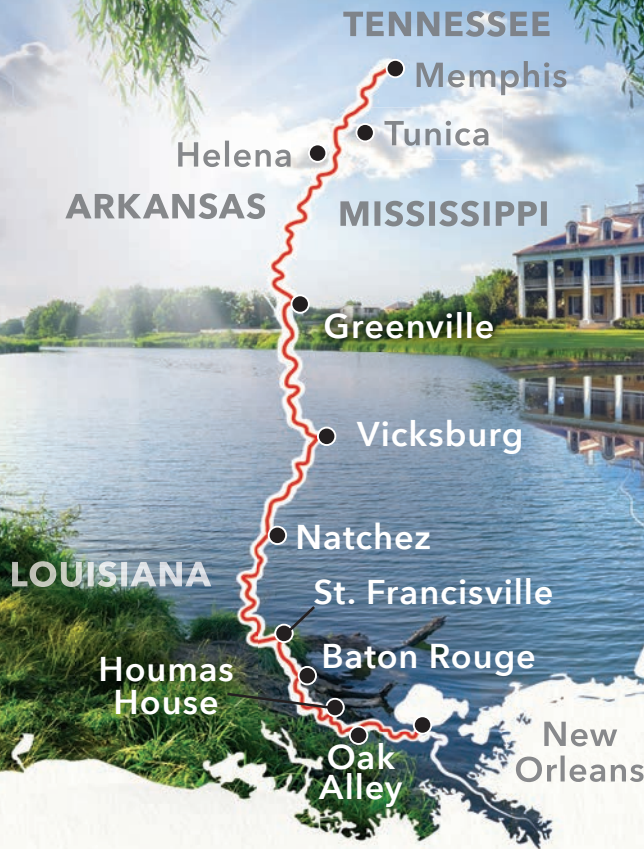 TENNESSEE
Memphis
Tunica
Helena
ARKANSAS
MISSISSIPPI
Greenville
Vicksburg
Natchez
LOUISIANA
St. Francisville
Baton Rouge
Houmas
House
New
Orleans
Oak
Alley